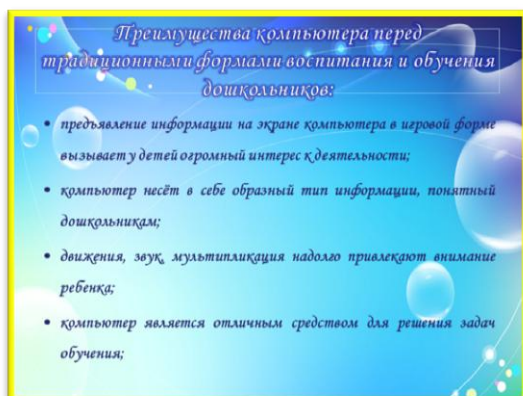 Преимущества компьютера перед
традиционными формами воспитания и обучения
дошкольников:
• предъявление информации на экране компьютера в игровой форме
вызывает у детей огромный интерес к деятельности;
• компьютер несёт в себе образный тип информации, понятный
дошкольникам;
• движения, звук, мультипликация надолго привлекают внимание
ребенка;
• компьютер является отличным средством для решения задач
обучения;